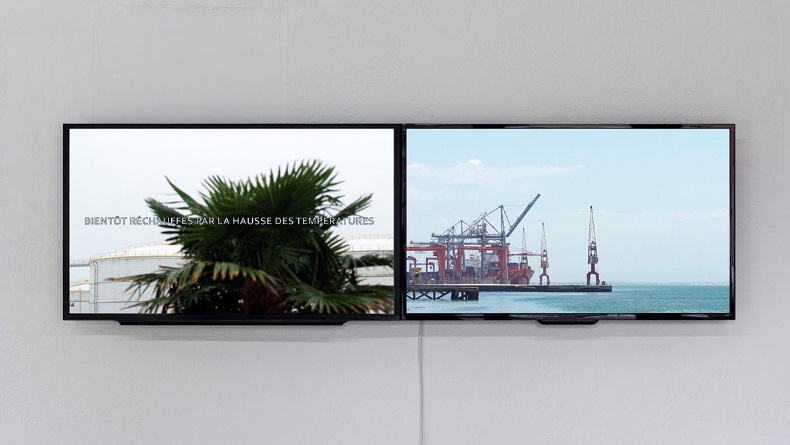 BIENTÔT RÉCHAUFFÉS PAR LA HAUSSE DES TEMPÉRATURES